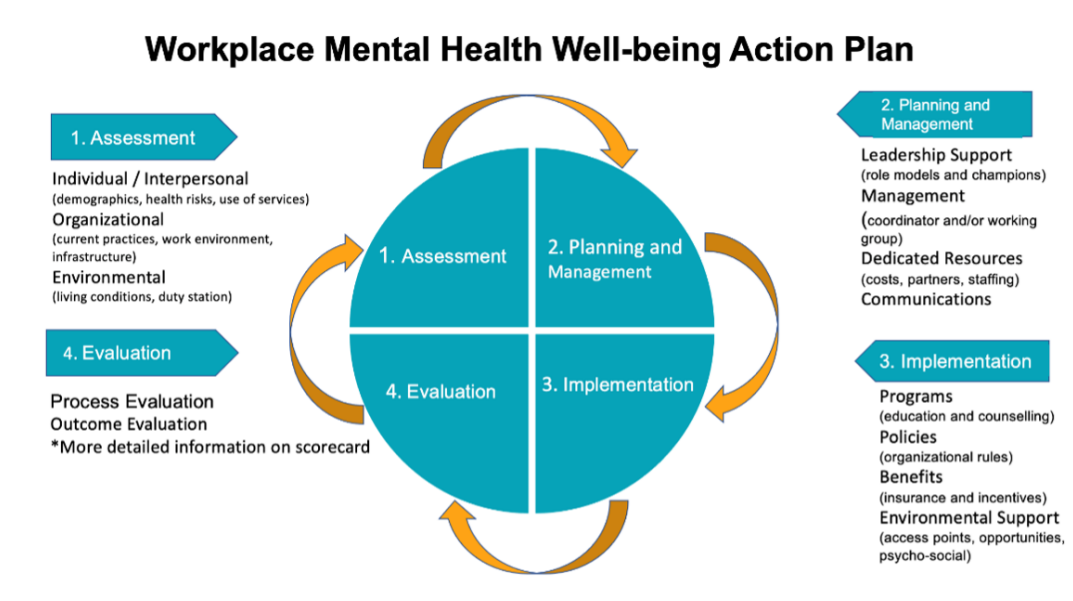 Workplace Mental Health Well-being Action Plan
1. Assessment
Individual / Interpersonal
(demographics, health risks, use of services)
Organizational
(current practices, work environment,
infrastructure)
Environmental
(living conditions, duty station)
4. Evaluation
Process Evaluation
Outcome Evaluation
*More detailed information on scorecard
1. Assessment
2. Planning and
Management
4. Evaluation
3. Implementation
2. Planning and
Management
Leadership Support
(role models and champions)
Management
(coordinator and/or working
group)
Dedicated Resources
(costs, partners, staffing)
Communications
3. Implementation
Programs
(education and counselling)
Policies
(organizational rules)
Benefits
(insurance and incentives)
Environmental Support
(access points, opportunities,
psycho-social)